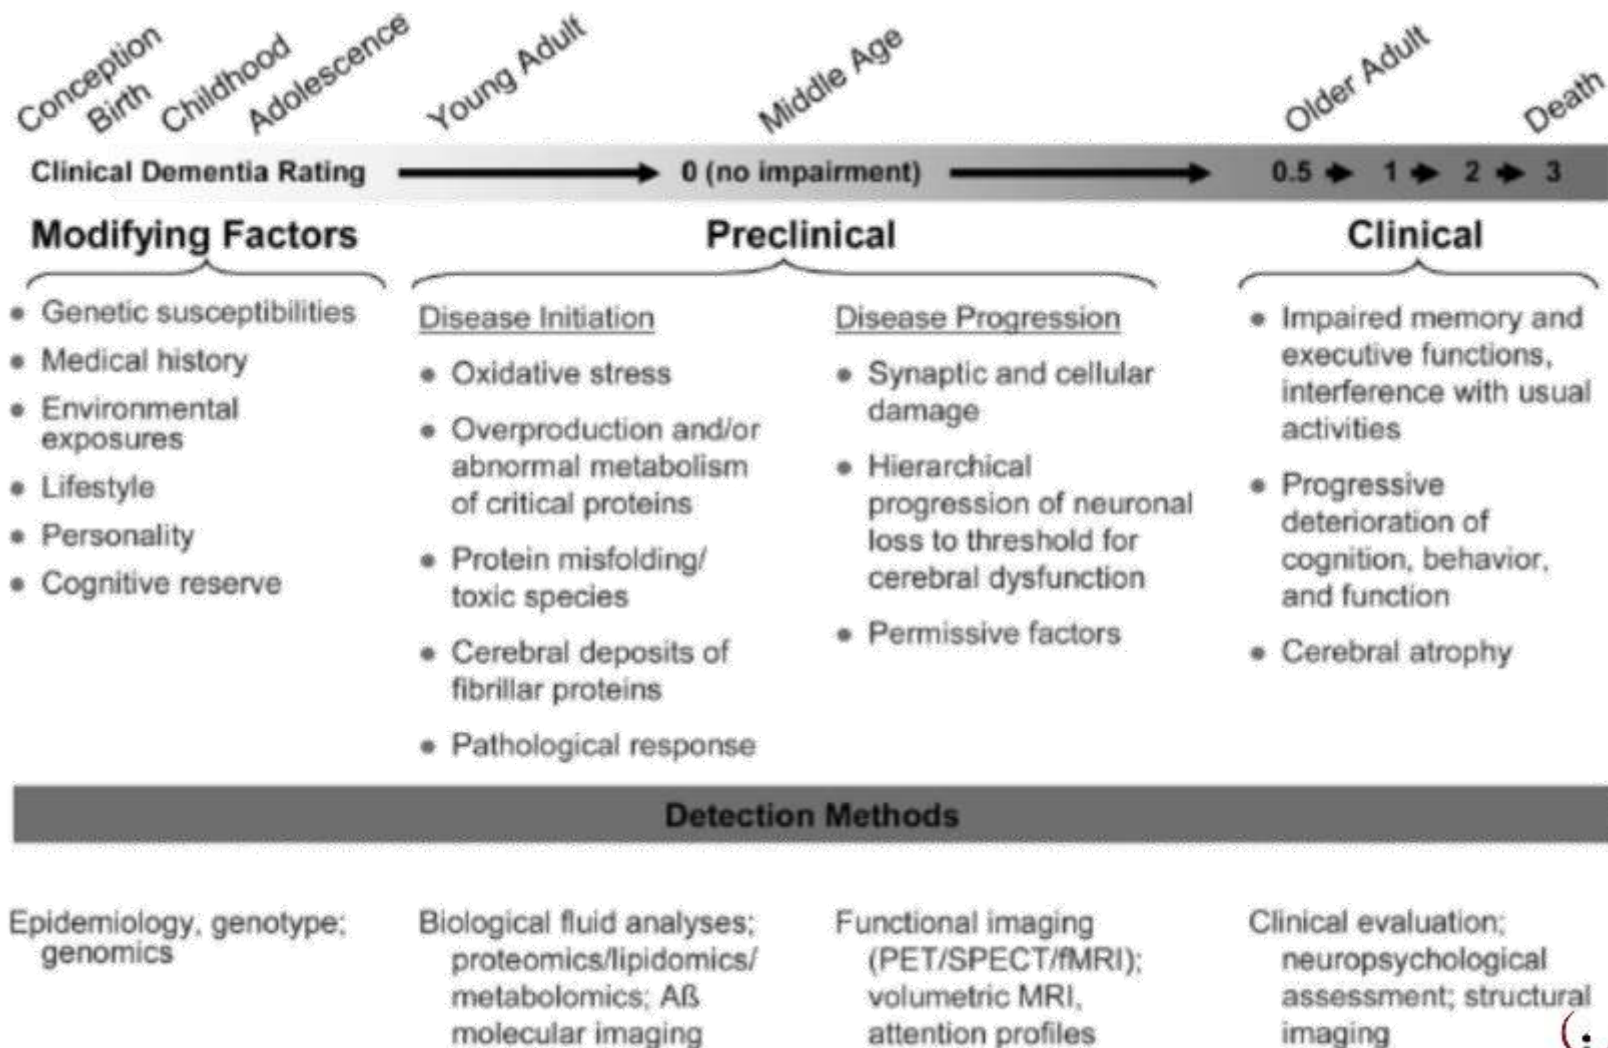 Conception
Birth
Childhood
Adolescence
Young Adult
Middle Age
Older Adult
Death
Clinical Dementia Rating 0 (no impairment) 0.5 1 2 3
Modifying Factors
Genetic susceptibilities
Medical history
Environmental
exposures
Lifestyle
Personality
Cognitive reserve
Preclinical
Disease Initiation
Oxidative stress
Overproduction and/or
abnormal metabolism
of critical proteins
Protein misfolding/
toxic species
Cerebral deposits of
fibrillar proteins
Pathological response
Disease Progression
Synaptic and cellular
damage
Hierarchical
progression of neuronal
loss to threshold for
cerebral dysfunction
Permissive factors
Clinical
Impaired memory and
executive functions,
interference with usual
activities
Progressive
deterioration of
cognition, behavior,
and function
Cerebral atrophy
Detection Methods
Epidemiology, genotype;
genomics
Biological fluid analyses;
proteomics/lipidomics/
metabolomics; Aß
molecular imaging
Functional imaging
(PET/SPECT/fMRI);
volumetric MRI,
attention profiles
Clinical evaluation;
neuropsychological
assessment; structural
imaging